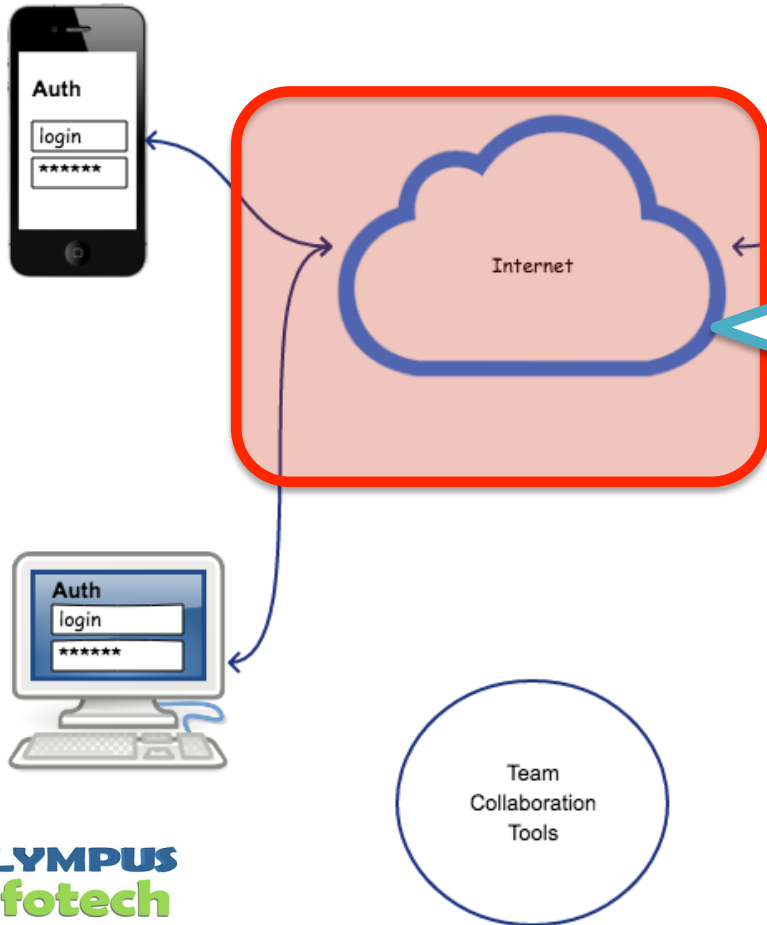 Auth
login
******
Internet
Auth
login
******
Team
Collaboration
Tools
LYMPUS
fotech